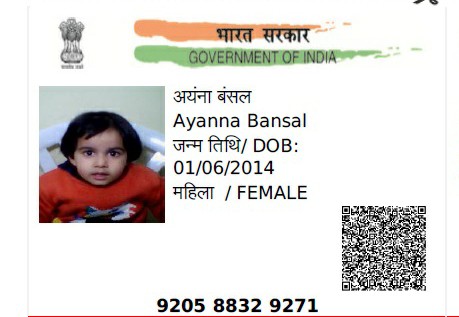 भारत सरकार
GOVERNMENT OF INDIA
अयंना बंसल
Ayanna Bansal
जन्म तिथि/ DOB:
01/06/2014
महिला / FEMALE
9205 8832 9271